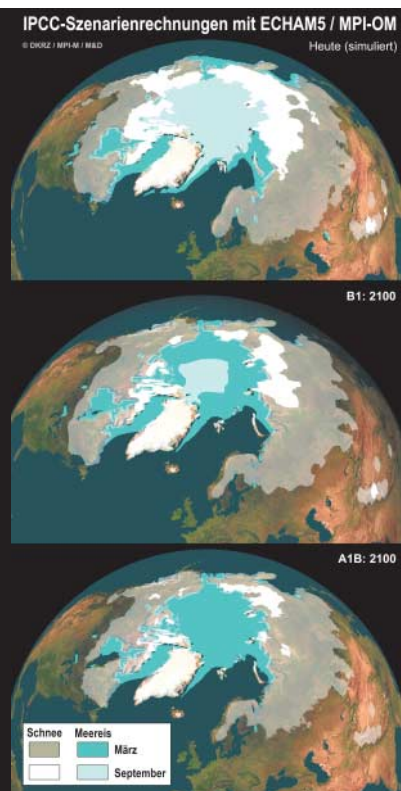 IPCC-Szenarienrechnungen mit ECHAM5 / MPI-OM
© DKRZ / MPI-M / M&D
Heute (simuliert)
B1: 2100
A1B: 2100
Schnee Meereis
März
September